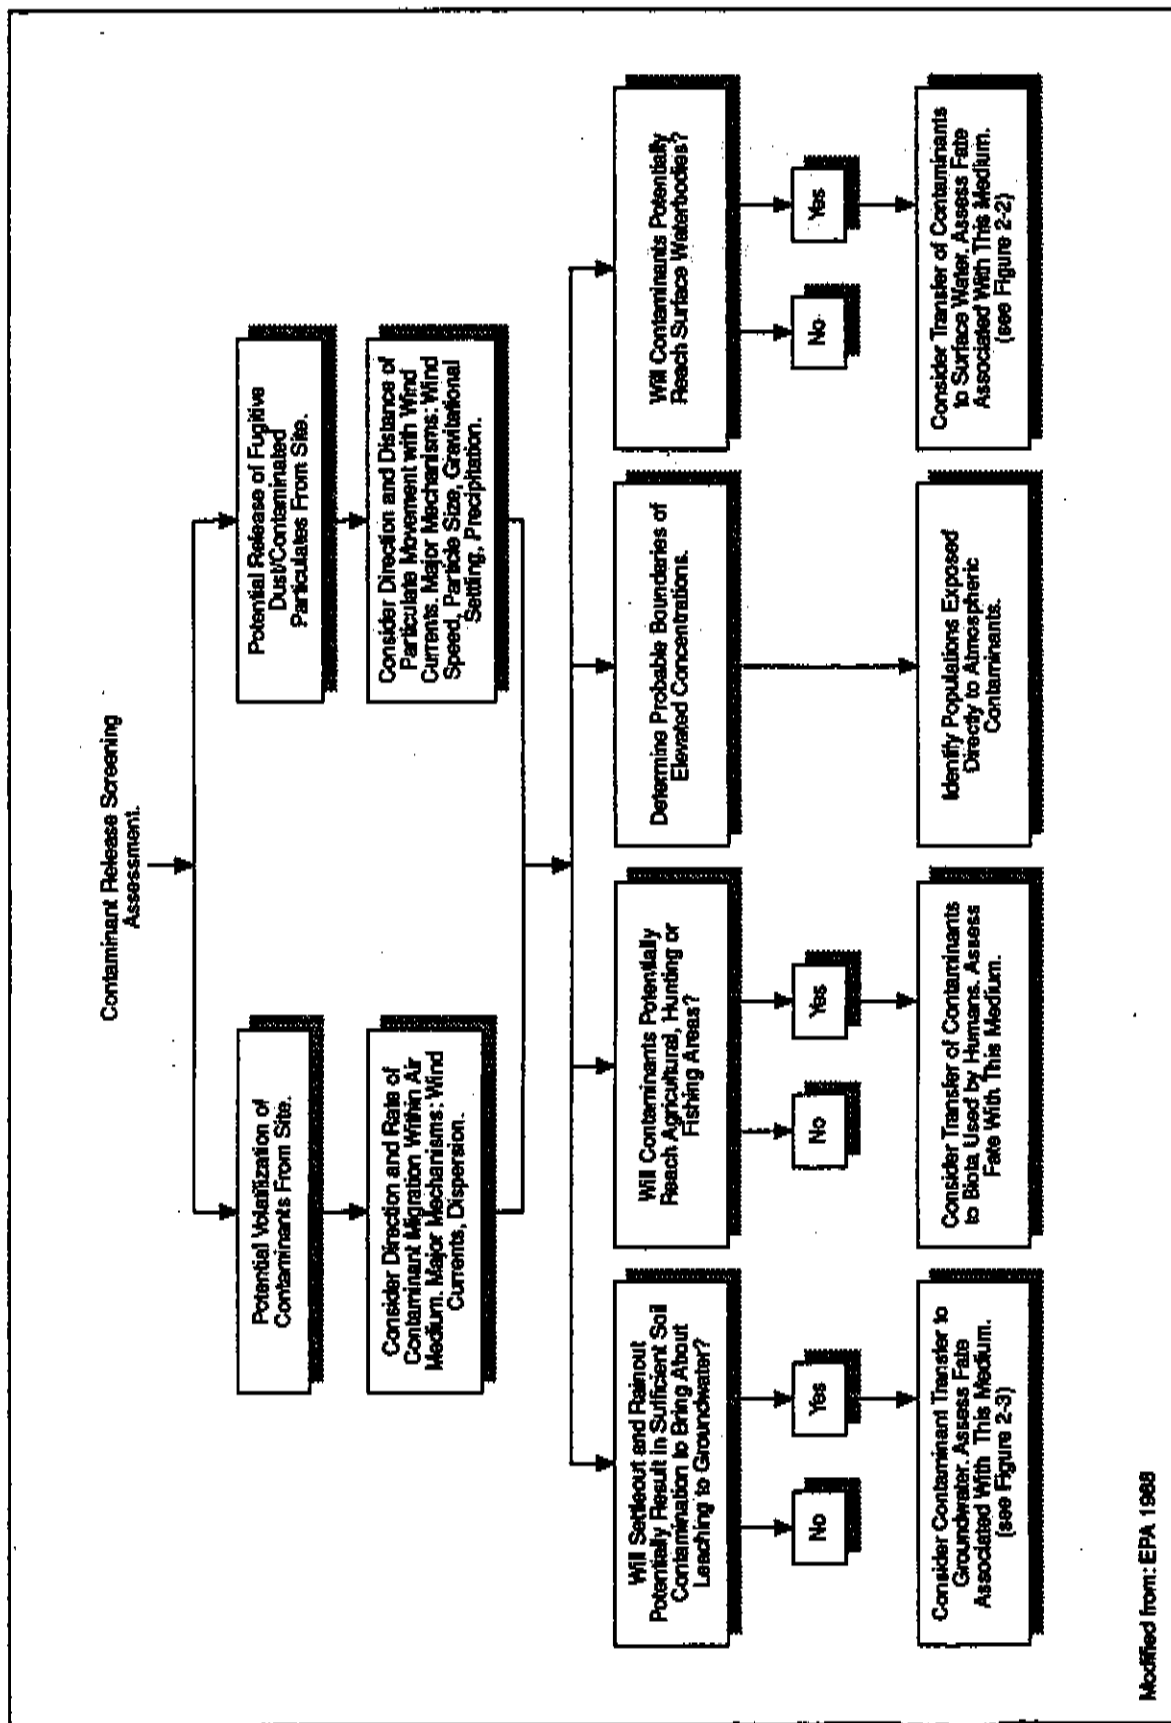 Contaminant Release Screening
Assessment.
Potential Volatilization of
Contaminants From Site.
Potential Release of Fugitive
Dust/Contaminated
Particulates From Site.
Consider Direction and Rate of
Contaminant Migration Within Air
Medium. Major Mechanisms: Wind
Currents, Dispersion.
Consider Direction and Distance of
Particulate Movement with Wind
Currents. Major Mechanisms: Wind
Speed, Particle Size, Gravitational
Settling, Precipitation.
Will Settleout and Rainout
Potentially Result in Sufficient Soil
Contamination to Bring About
Leaching to Groundwater?
Will Contaminants Potentially
Reach Agricultural, Hunting or
Fishing Areas?
Determine Probable Bounderies of
Elevated Concentrations.
Will Contaminants Potentially
Reach Surface Waterbodies?
No
Yes
No
Yes
No
Yes
Consider Contaminant Transfer to
Groundwater. Assess Fate
Associated With This Medium.
(see Figure 2-3)
Consider Transfer of Contaminants
to Biota Used by Humans. Assess
Fate With This Medium.
Identify Populations Exposed
Directly to Atmospheric
Contaminants.
Consider Transfer of Contaminants
to Surface Water. Assess Fate
Associated With This Medium.
(see Figure 2-2)
Modified from: EPA 1988